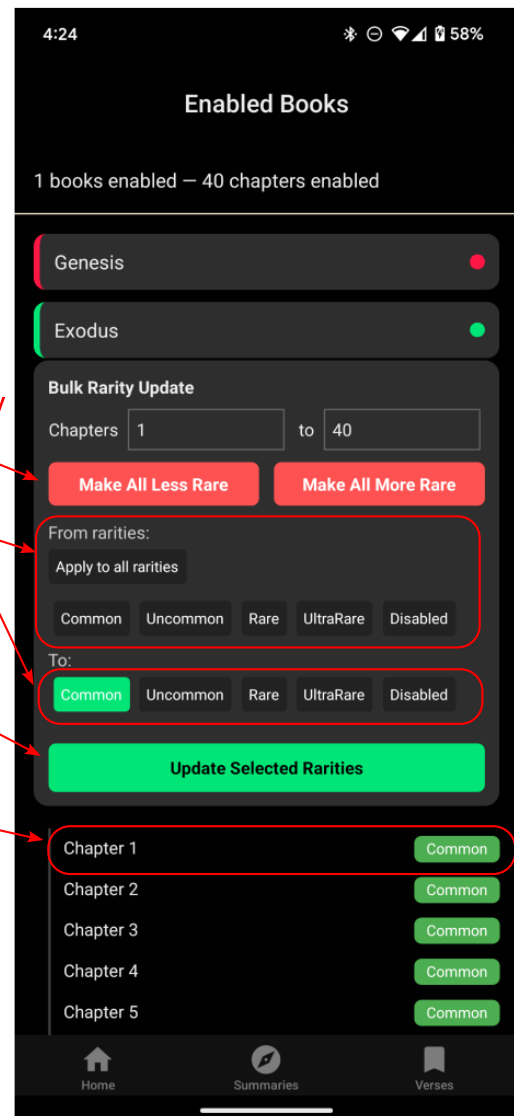 4:24 58%
Enabled Books
1 books enabled — 40 chapters enabled
Genesis
Exodus
Bulk Rarity Update
Chapters 1 to 40
Make All Less Rare Make All More Rare
From rarities:
Apply to all rarities
Common Uncommon Rare UltraRare Disabled
To:
Common Uncommon Rare UltraRare Disabled
Update Selected Rarities
Chapter 1 Common
Chapter 2 Common
Chapter 3 Common
Chapter 4 Common
Chapter 5 Common
Home Summaries Verses